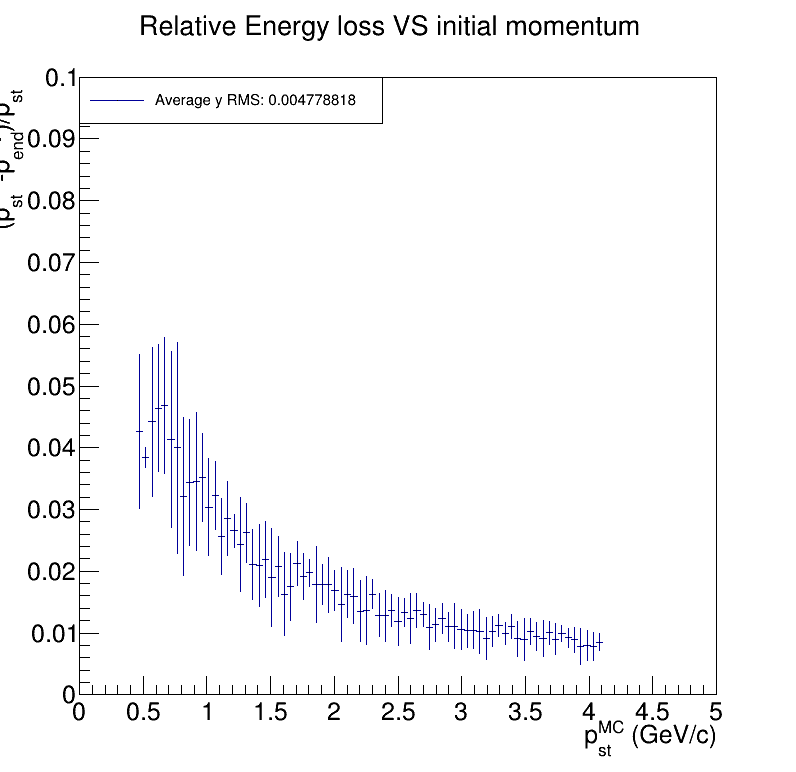 Relative Energy loss VS initial momentum
Average y RMS: 0.004778818
0.1
0.09
0.08
0.07
0.06
0.05
0.04
0.03
0.02
0.01
0
(p_st -p_end)/p_st
0 0.5 1 1.5 2 2.5 3 3.5 4 4.5 5
p_st^MC (GeV/c)